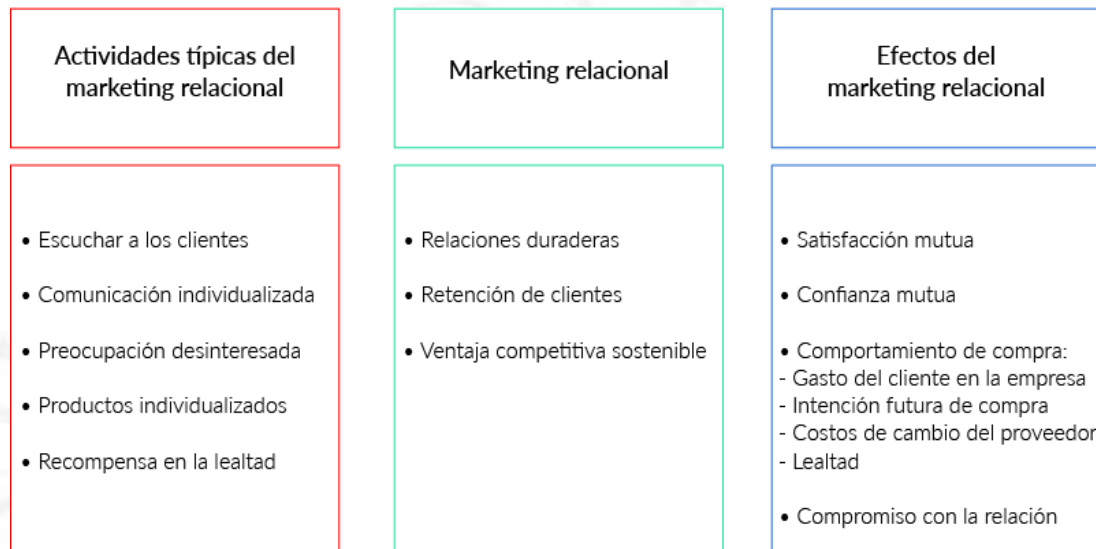 Actividades típicas del
marketing relacional
• Escuchar a los clientes
• Comunicación individualizada
• Preocupación desinteresada
• Productos individualizados
• Recompensa en la lealtad
Marketing relacional
• Relaciones duraderas
• Retención de clientes
• Ventaja competitiva sostenible
Efectos del
marketing relacional
• Satisfacción mutua
• Confianza mutua
• Comportamiento de compra:
- Gasto del cliente en la empresa
- Intención futura de compra
- Costos de cambio del proveedor
- Lealtad
• Compromiso con la relación